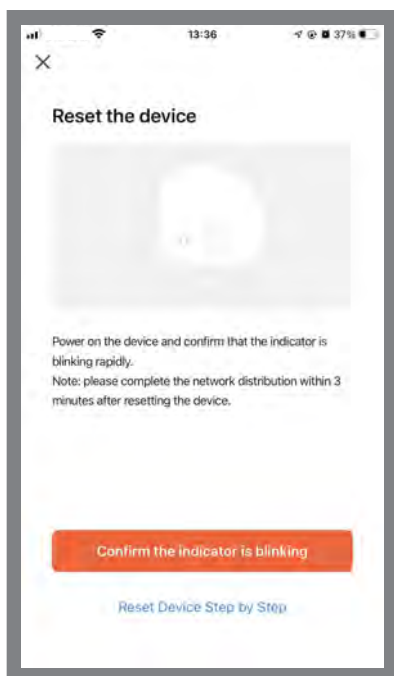 13:36
37%
Reset the device
Power on the device and confirm that the indicator is
blinking rapidly.
Note: please complete the network distribution within 3
minutes after resetting the device.
Confirm the indicator is blinking
Reset Device Step by Step